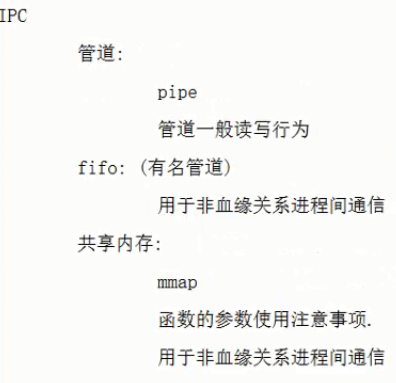 IPC
管道:
pipe
管道一般读写行为
fifo: (有名管道)
用于非血缘关系进程间通信
共享内存:
mmap
函数的参数使用注意事项.
用于非血缘关系进程间通信